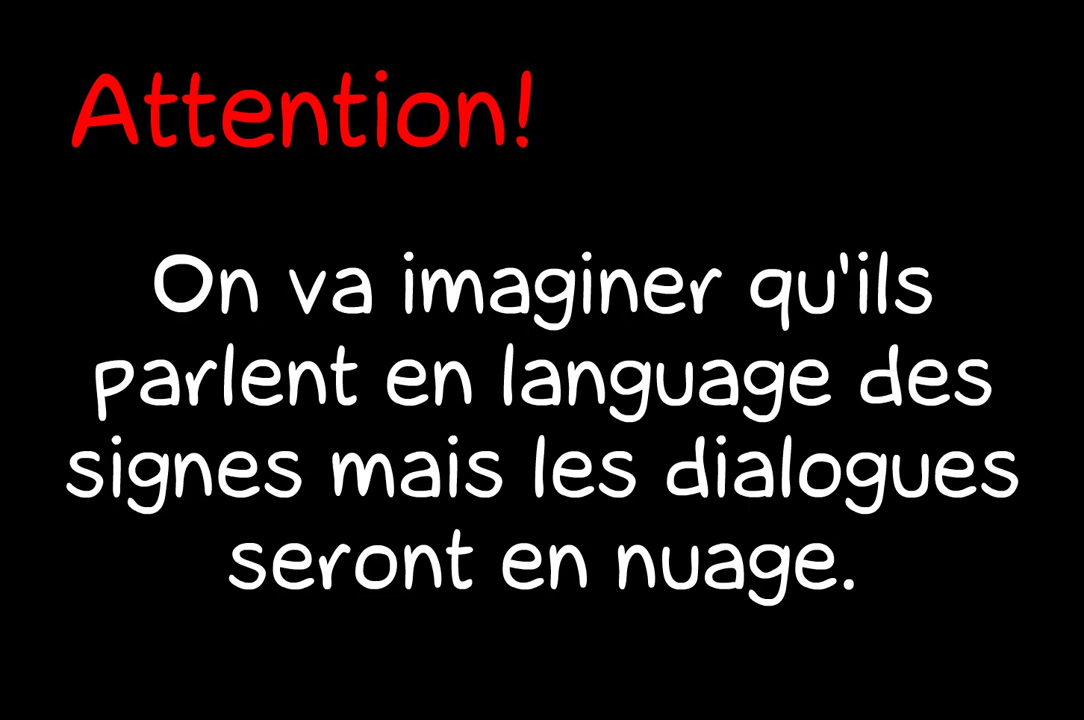 Attention!
On va imaginer qu'ils
parlent en language des
signes mais les dialogues
seront en nuage.